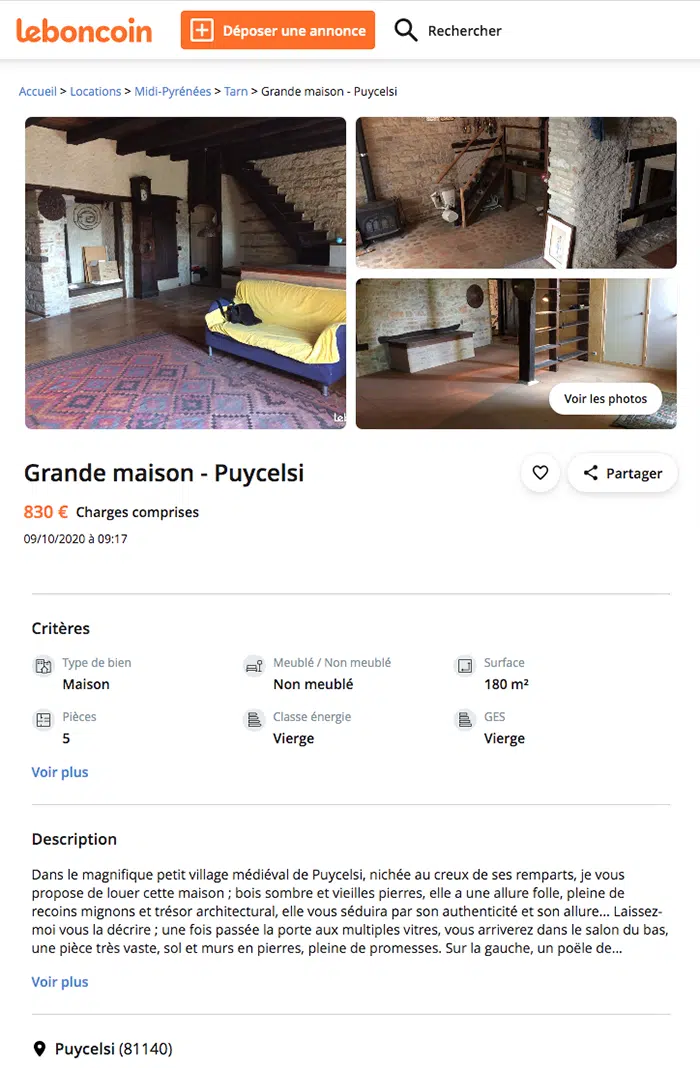 leboncoin
Déposer une annonce
Rechercher
Accueil > Locations > Midi-Pyrénées > Tarn > Grande maison - Puycelsi
Voir les photos
Grande maison - Puycelsi
Partager
830 € Charges comprises
09/10/2020 à 09:17
Critères
Type de bien
Maison
Meublé / Non meublé
Non meublé
Surface
180 m²
Pièces
5
Classe énergie
Vierge
GES
Vierge
Voir plus
Description
Dans le magnifique petit village médiéval de Puycelsi, nichée au creux de ses remparts, je vous
propose de louer cette maison ; bois sombre et vieilles pierres, elle a une allure folle, pleine de
recoins mignons et trésor architectural, elle vous séduira par son authenticité et son allure... Laissez-
moi vous la décrire ; une fois passée la porte aux multiples vitres, vous arriverez dans le salon du bas,
une pièce très vaste, sol et murs en pierres, pleine de promesses. Sur la gauche, un poële de...
Voir plus
Puycelsi (81140)